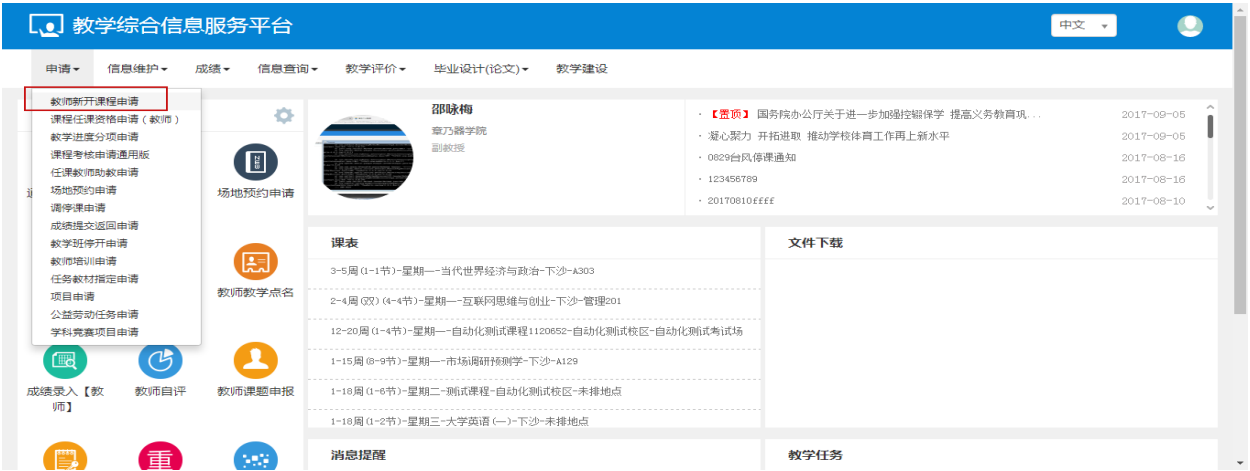 教学综合信息服务平台
中文
申请 信息维护 成绩 信息查询 教学评价 毕业设计(论文) 教学建设
教师新开课程申请
课程任课资格申请（教师）
教学进度分项申请
课程考核申请通用版
任课教师助教申请
场地预约申请
调停课申请
成绩提交返回申请
教学班停开申请
教师培训申请
任务教材指定申请
项目申请
公益劳动任务申请
学科竞赛项目申请
场地预约申请
教师教学点名
成绩录入【教师】
教师自评
教师课题申报
重
邵咏梅
章乃器学院
副教授
· 【置顶】 国务院办公厅关于进一步加强控辍保学 提高义务教育巩... 2017-09-05
· 凝心聚力 开拓进取 推动学校体育工作再上新水平 2017-09-05
· 0829台风停课通知 2017-08-16
· 123456789 2017-08-16
· 20170810ffff 2017-08-10
课表
3-5周(1-1节)-星期一-当代世界经济与政治-下沙-A303
2-4周(双)(4-4节)-星期一-互联网思维与创业-下沙-管理201
12-20周(1-4节)-星期一-自动化测试课程1120652-自动化测试校区-自动化测试考试场
1-15周(8-9节)-星期一-市场调研预测学-下沙-A129
1-18周(1-6节)-星期二-测试课程-自动化测试校区-未排地点
1-18周(1-2节)-星期三-大学英语(一)-下沙-未排地点
文件下载
消息提醒
教学任务